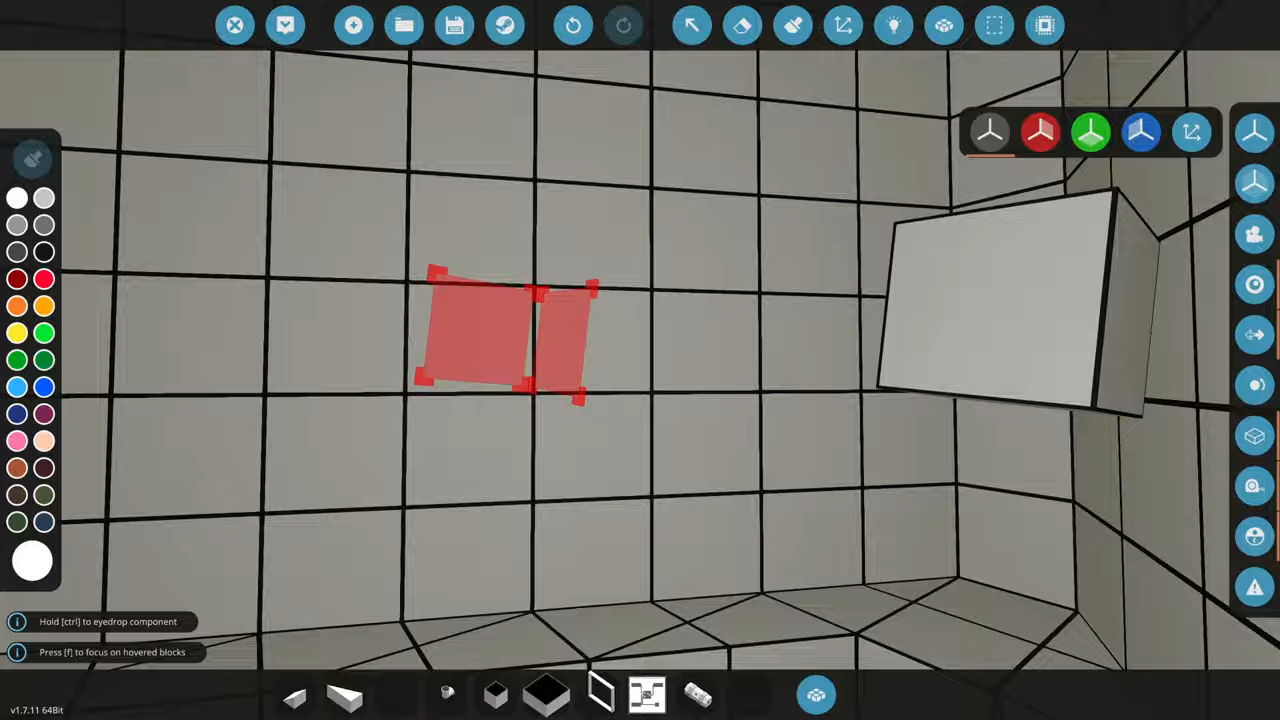 Hold [ctrl] to eyedrop component
Press [f] to focus on hovered blocks
v1.7.11 64Bit